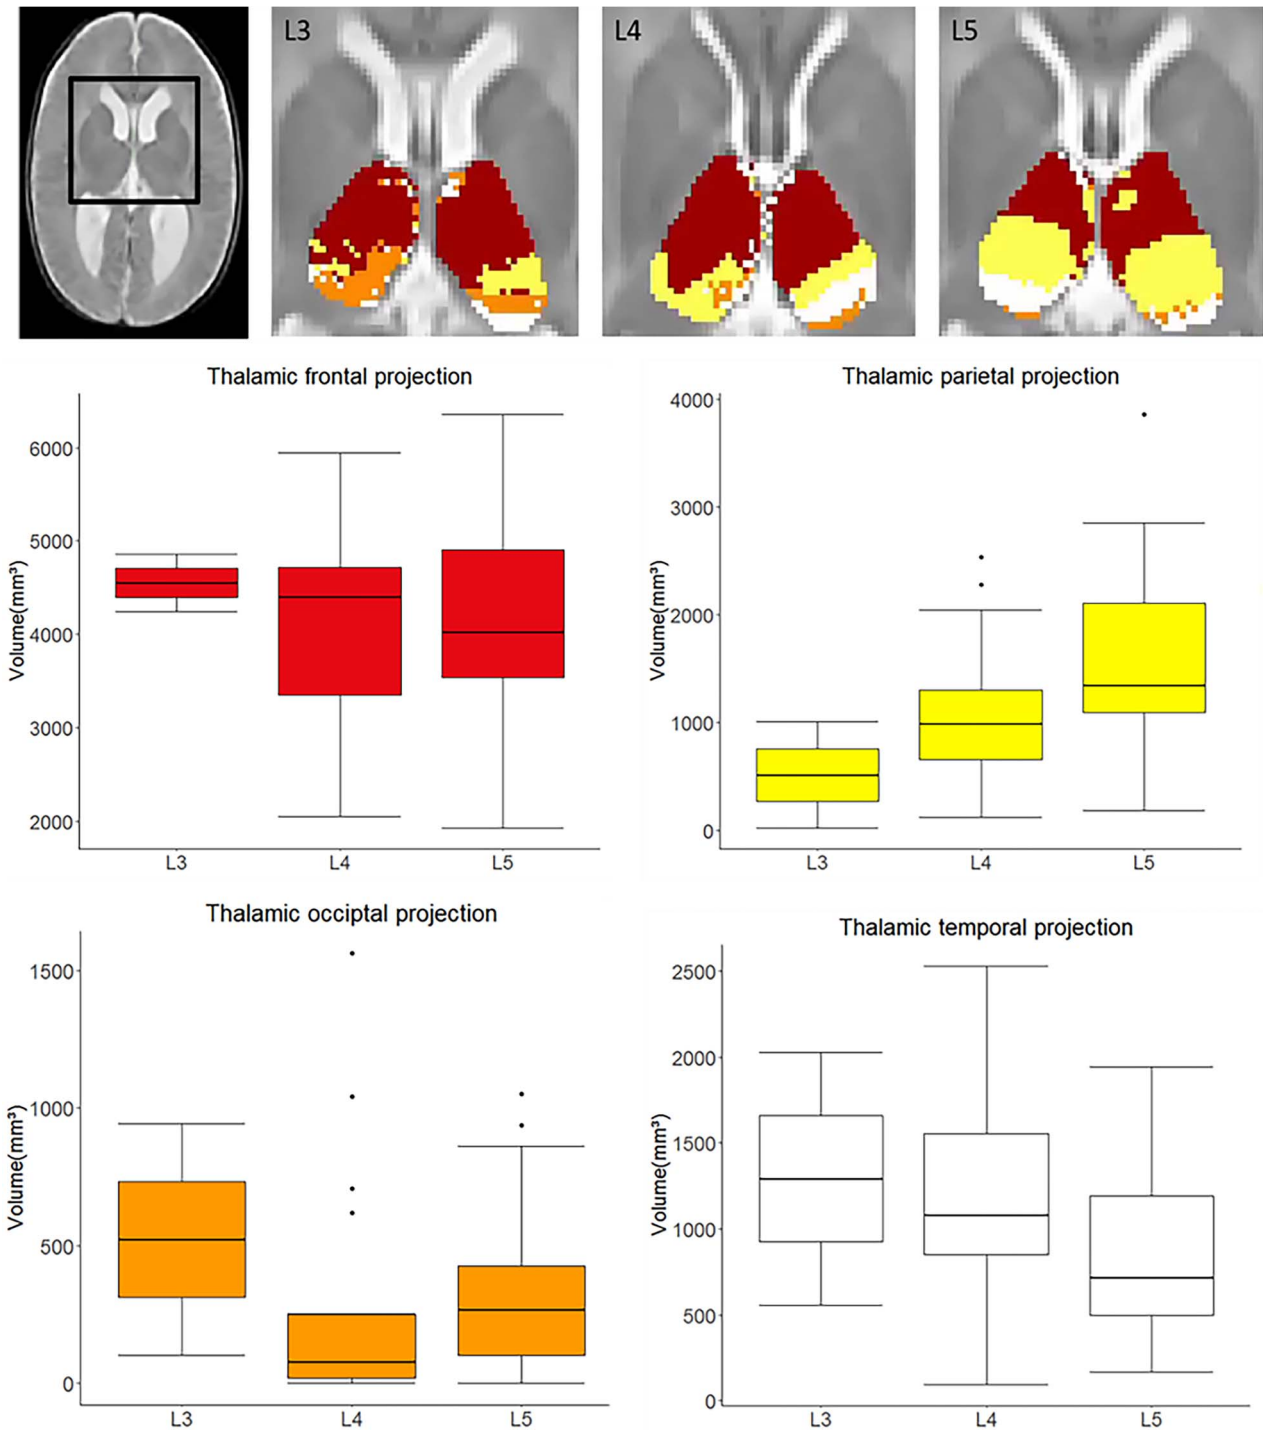 L3
L4
L5
Thalamic frontal projection
Volume(mm³)
6000
5000
4000
3000
2000
L3
L4
L5
Thalamic parietal projection
Volume(mm³)
4000
3000
2000
1000
0
L3
L4
L5
Thalamic occiptal projection
Volume(mm³)
1500
1000
500
0
L3
L4
L5
Thalamic temporal projection
Volume(mm³)
2500
2000
1500
1000
500
0
L3
L4
L5